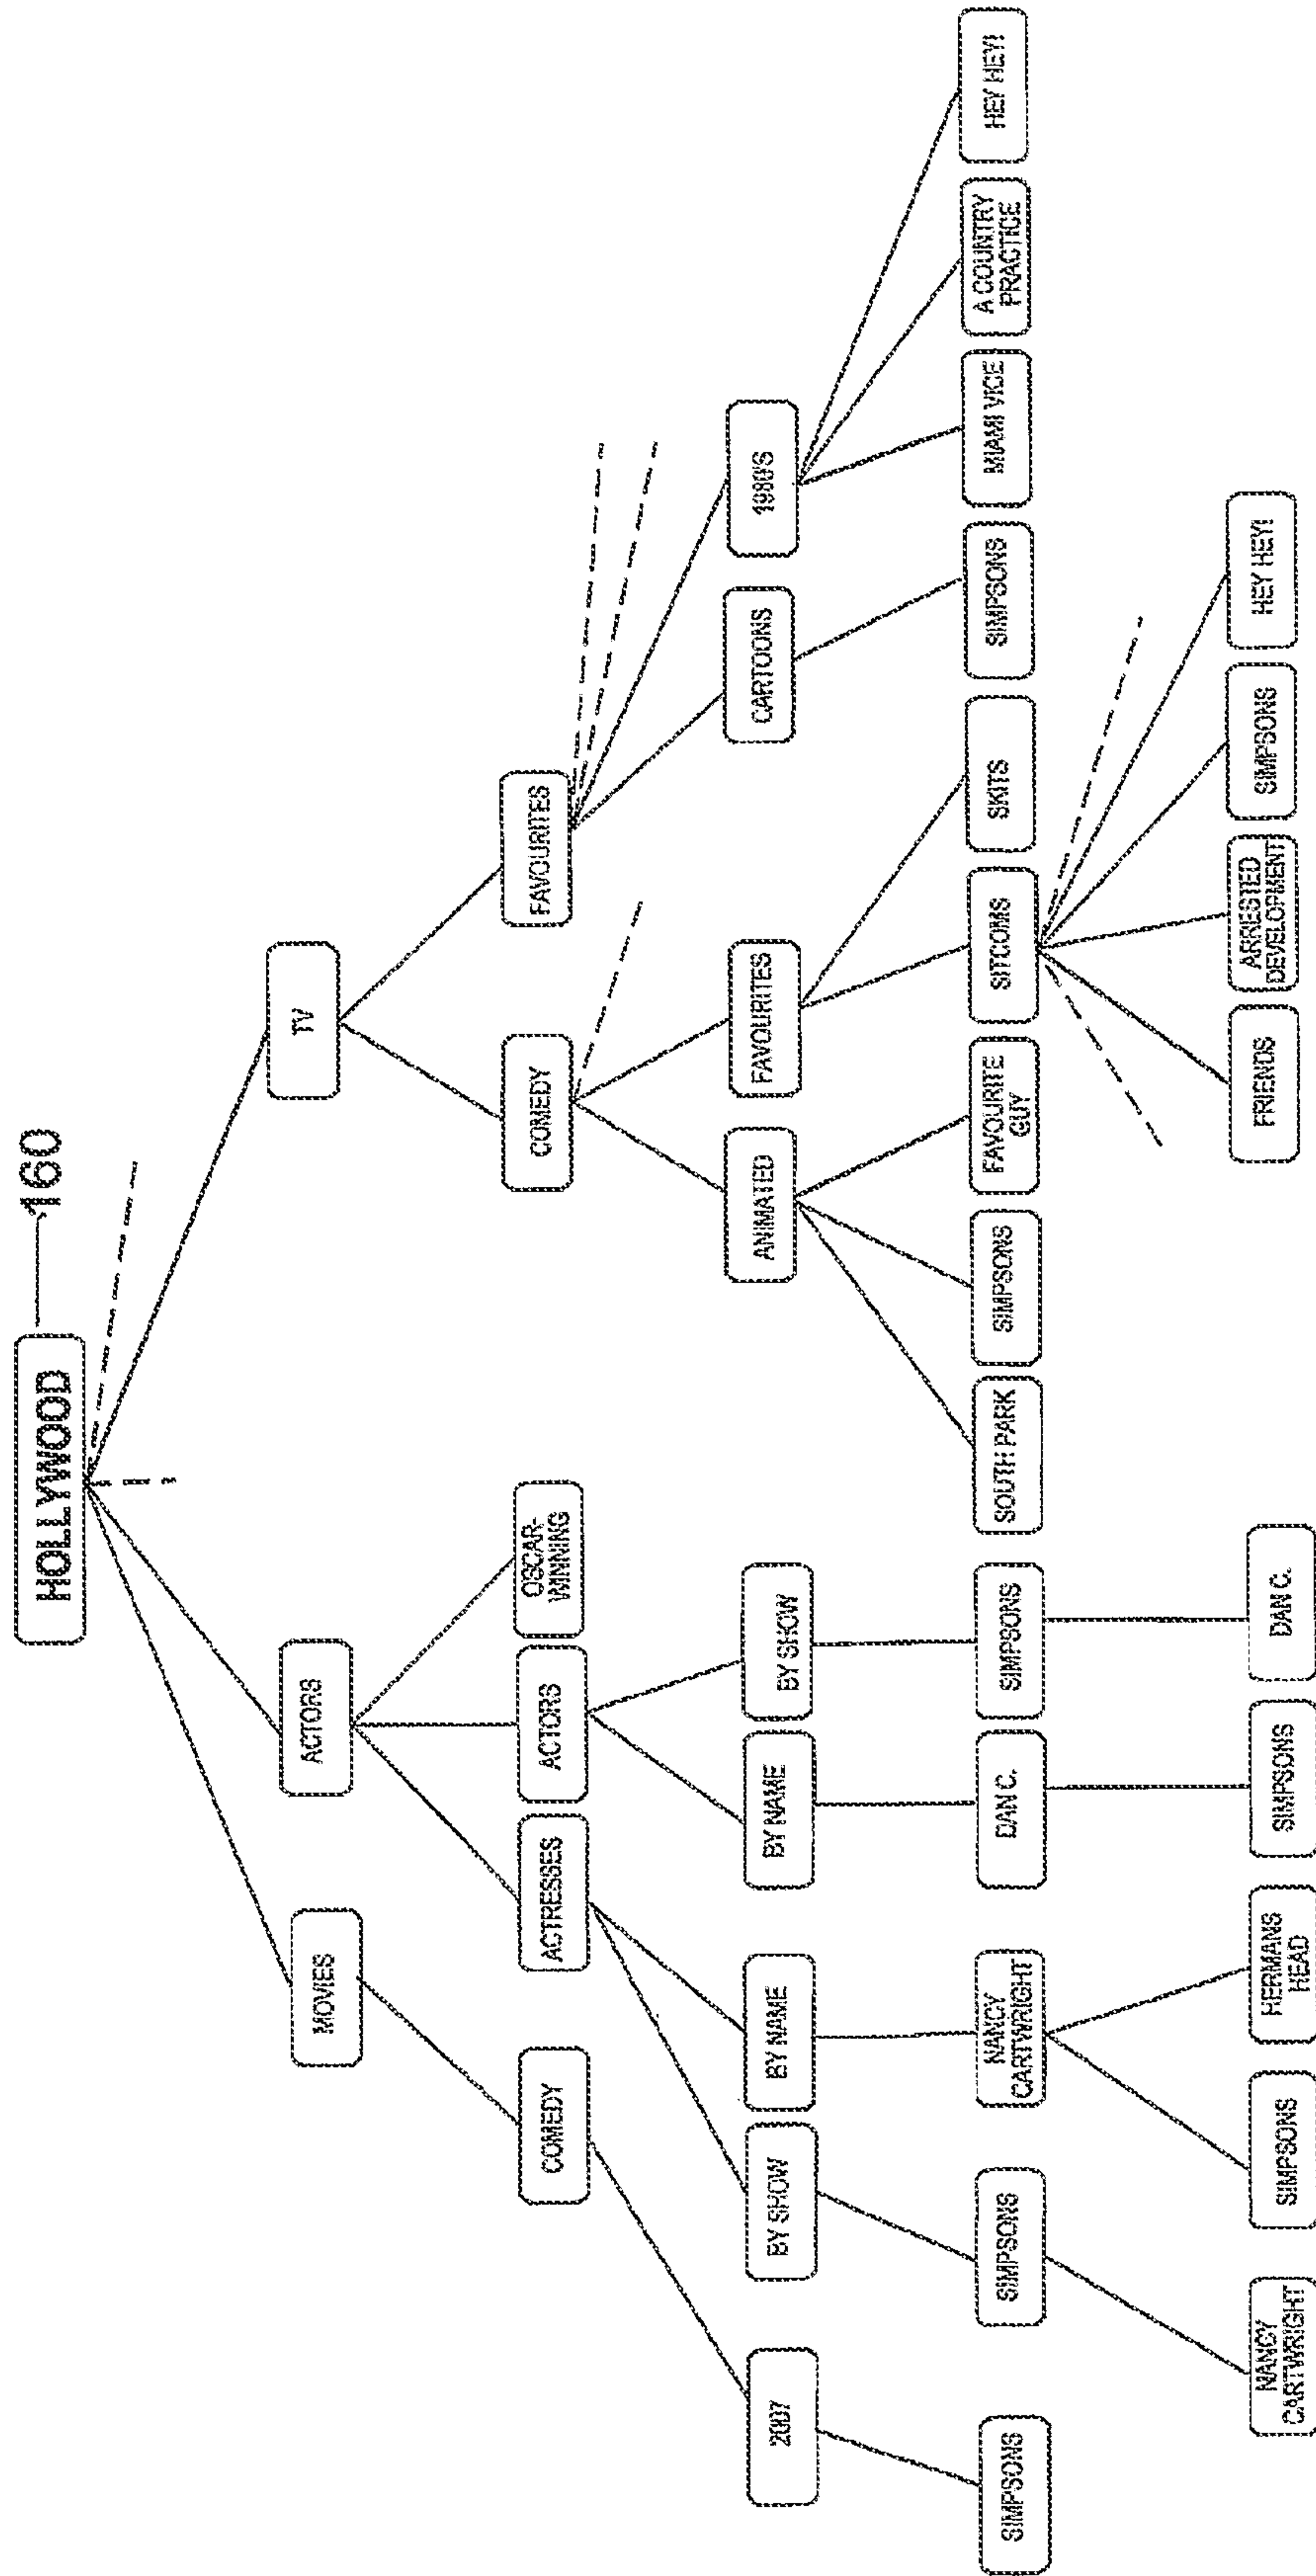 HOLLYWOOD
160
MOVIES
ACTORS
TV
COMEDY
ACTRESSES
ACTORS
OSCAR-
WINNING
COMEDY
FAVOURITES
2007
BY SHOW
BY NAME
BY NAME
BY SHOW
ANIMATED
FAVOURITES
CARTOONS
1980'S
SIMPSONS
SIMPSONS
NANCY
CARTWRIGHT
DAN C.
SIMPSONS
SOUTH PARK
SIMPSONS
FAVOURITE
GUY
SITCOMS
SKITS
SIMPSONS
MIAMI VICE
A COUNTRY
PRACTICE
HEY HEY!
NANCY
CARTWRIGHT
SIMPSONS
HERMANS
HEAD
SIMPSONS
DAN C.
FRIENDS
ARRESTED
DEVELOPMENT
SIMPSONS
HEY HEY!